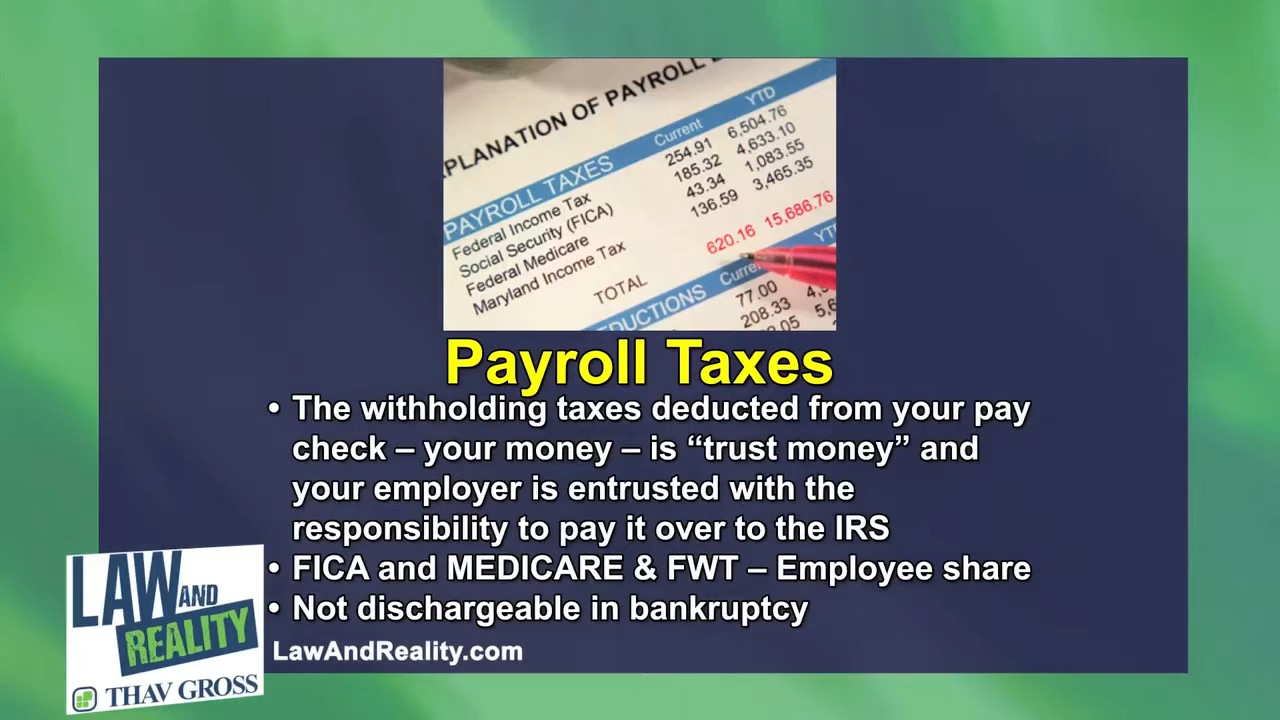 PLANATION OF PAYROLL
PAYROLL TAXES Current YTD
Federal Income Tax 254.91 6,504.76
Social Security (FICA) 185.32 4,633.10
Federal Medicare 43.34 1,083.55
Maryland Income Tax 136.59 3,465.35
TOTAL 620.16 15,686.76
DUCTIONS Curre YT
77.00
208.33
Payroll Taxes
• The withholding taxes deducted from your pay
check – your money – is “trust money” and
your employer is entrusted with the
responsibility to pay it over to the IRS
• FICA and MEDICARE & FWT – Employee share
• Not dischargeable in bankruptcy
LawAndReality.com
LAW AND
REALITY
THAV GROSS